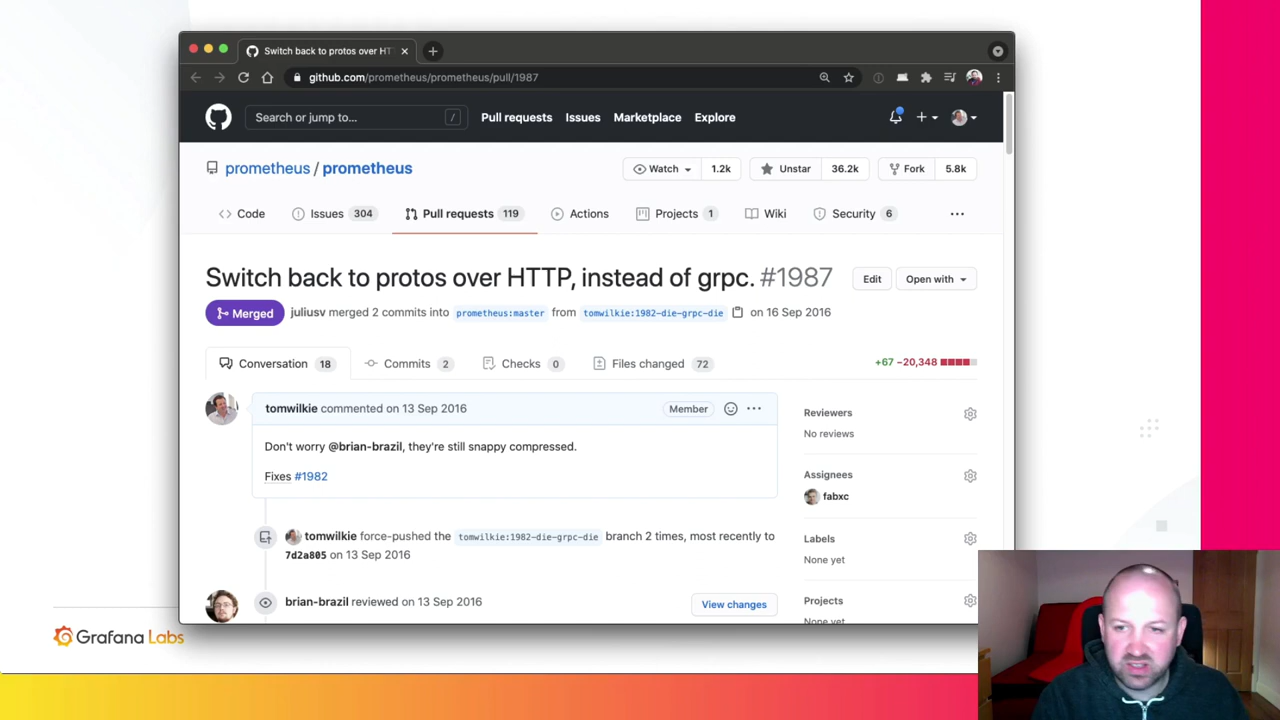 Switch back to protos over HT
github.com/prometheus/prometheus/pull/1987
Search or jump to...
/
Pull requests
Issues
Marketplace
Explore
prometheus / prometheus
Watch
1.2k
Unstar
36.2k
Fork
5.8k
Code
Issues 304
Pull requests 119
Actions
Projects 1
Wiki
Security 6
Switch back to protos over HTTP, instead of grpc. #1987
Edit
Open with
Merged
juliusv merged 2 commits into prometheus:master from tomwilkie:1982-die-grpc-die on 16 Sep 2016
Conversation 18
Commits 2
Checks 0
Files changed 72
+67 −20,348
tomwilkie commented on 13 Sep 2016
Member
Don't worry @brian-brazil, they're still snappy compressed.
Fixes #1982
Reviewers
No reviews
Assignees
fabxc
tomwilkie force-pushed the tomwilkie:1982-die-grpc-die branch 2 times, most recently to
7d2a805 on 13 Sep 2016
Labels
None yet
brian-brazil reviewed on 13 Sep 2016
View changes
Projects
None yet
Grafana Labs